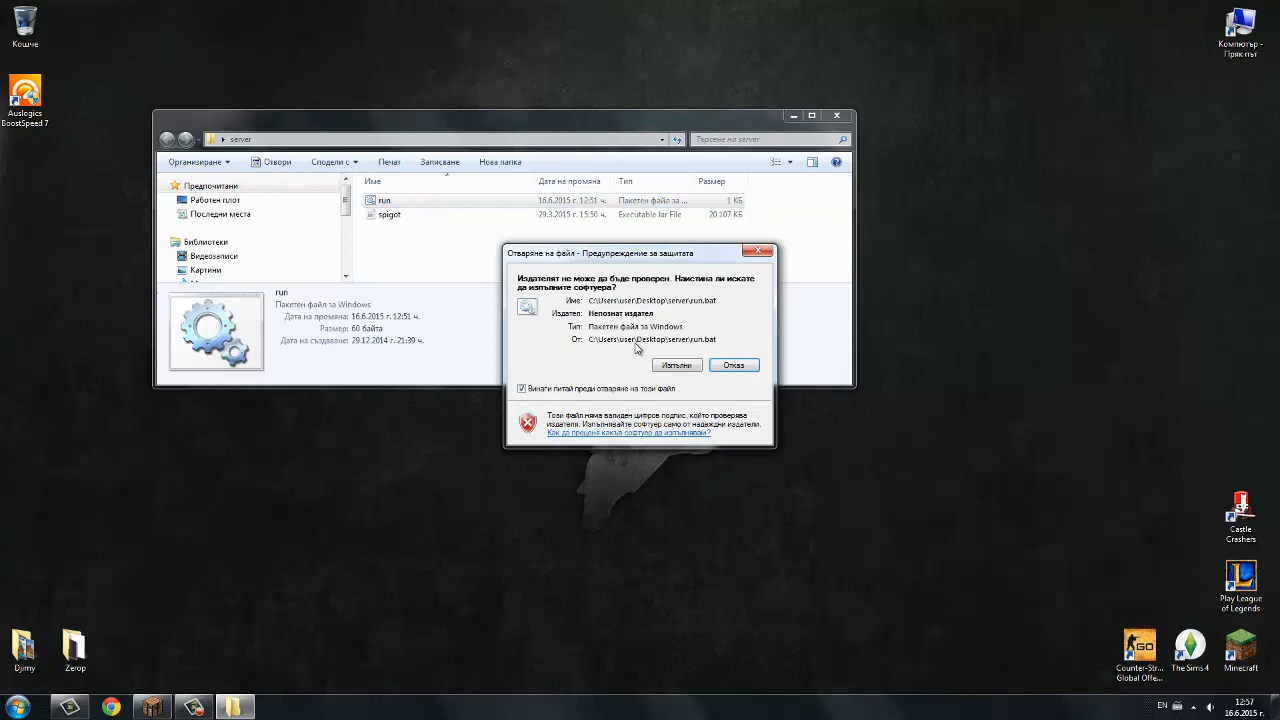 Кошче
Auslogics
BoostSpeed 7
Компютър -
Пряк път
server
Търсене на server
Организиране
Отвори
Сподели с
Печат
Записване
Нова папка
Предпочитани
Работен плот
Последни места
Библиотеки
Видеозаписи
Картини
Име
Дата на промяна
Тип
Размер
run
16.6.2015 г. 12:51 ч.
Пакетен файл за ...
1 КБ
spigot
29.3.2015 г. 15:50 ч.
Executable Jar File
20 107 КБ
run
Пакетен файл за Windows
Дата на промяна: 16.6.2015 г. 12:51 ч.
Размер: 60 байта
Дата на създаване: 29.12.2014 г. 21:39 ч.
Отваряне на файл - Предупреждение за защитата
Издателят не може да бъде проверен. Наистина ли искате
да изпълните софтуера?
Име: C:\Users\user\Desktop\server\run.bat
Издател: Непознат издател
Тип: Пакетен файл за Windows
От: C:\Users\user\Desktop\server\run.bat
Изпълни
Отказ
Винаги питай преди отваряне на този файл
Този файл няма валиден цифров подпис, който проверява
издателя. Изпълнявайте софтуер само от надеждни издатели.
Как да преценя какъв софтуер да изпълнявам?
Castle
Crashers
Play League
of Legends
Djimy
Zerop
Counter-Str...
Global Offe...
The Sims 4
Minecraft
GO
EN
12:57
16.6.2015 г.